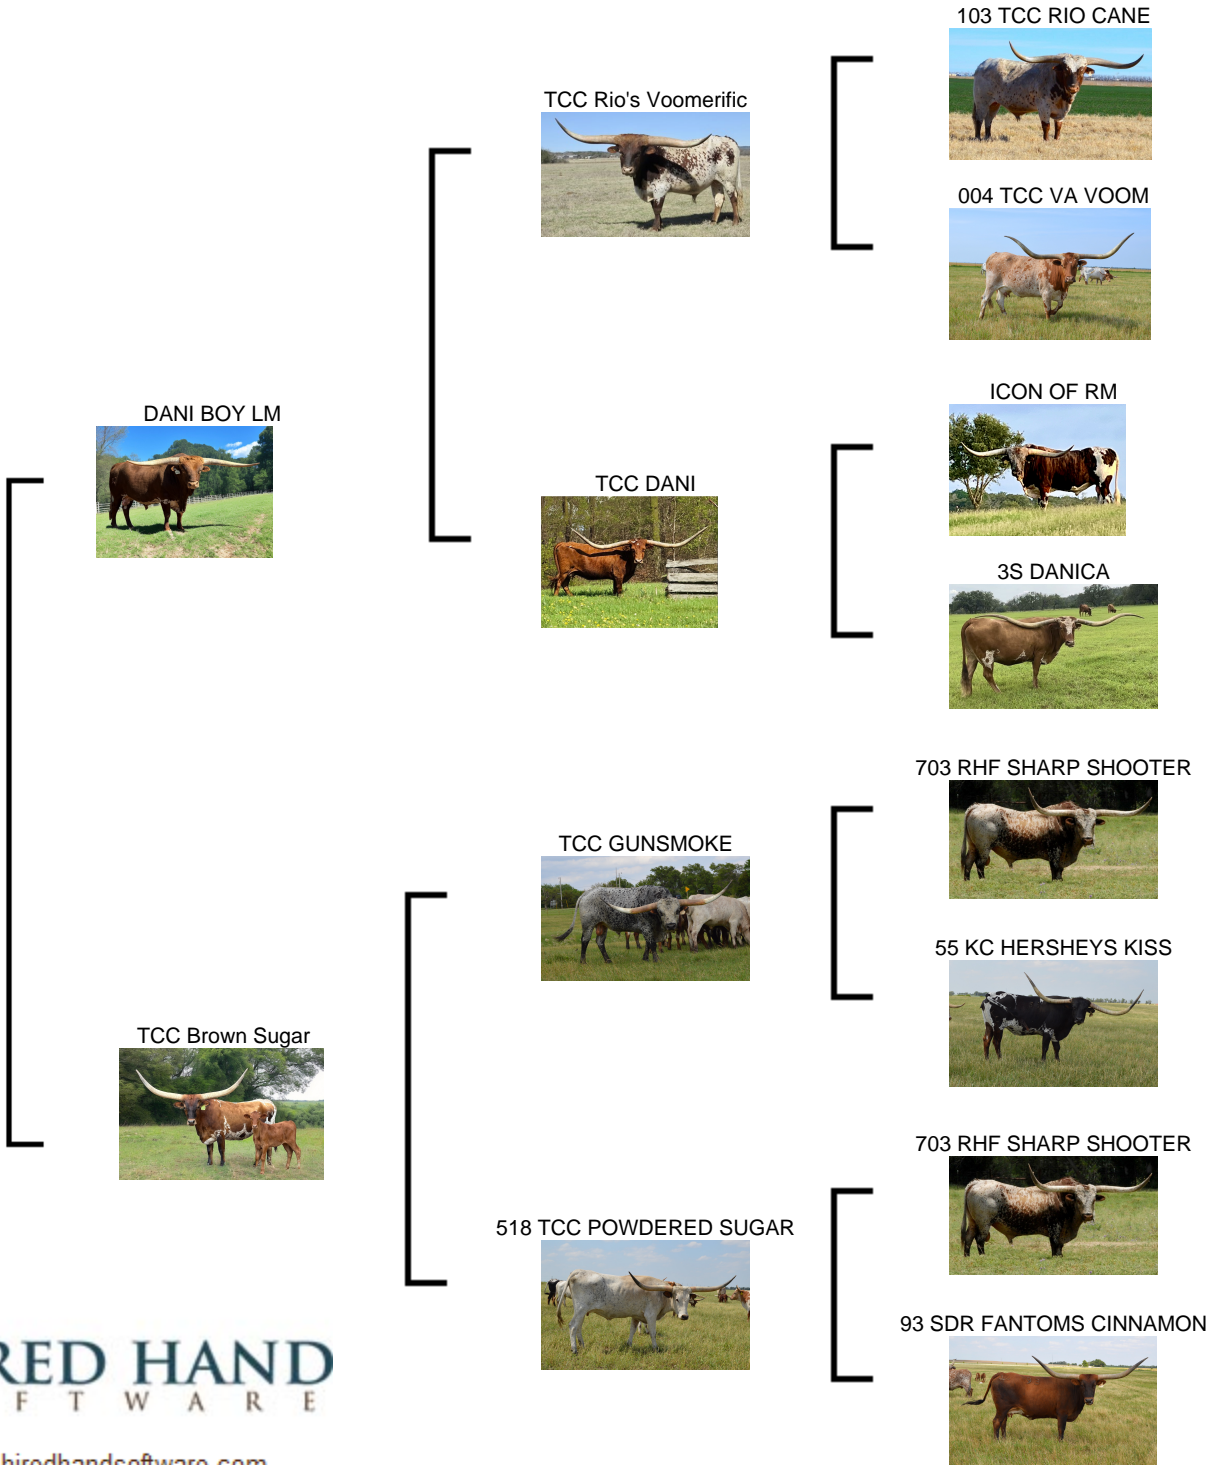 103 TCC RIO CANE
TCC Rio's Voomerific
004 TCC VA VOOM
DANI BOY LM
ICON OF RM
TCC DANI
3S DANICA
703 RHF SHARP SHOOTER
TCC GUNSMOKE
55 KC HERSHEYS KISS
TCC Brown Sugar
703 RHF SHARP SHOOTER
518 TCC POWDERED SUGAR
93 SDR FANTOMS CINNAMON
RED HAND
F T W A R E
hiredhandsoftware.com